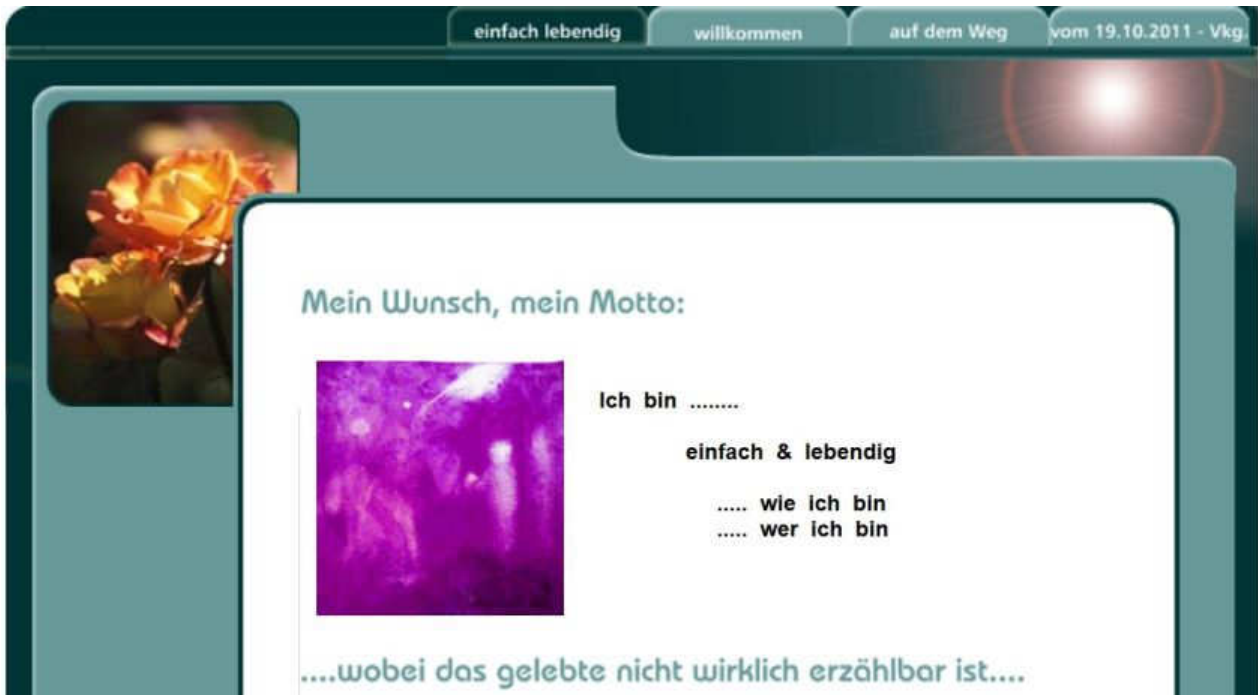 einfach lebendig
willkommen
auf dem Weg
vom 19.10.2011 - Vkg.
Mein Wunsch, mein Motto:
Ich bin ........
einfach & lebendig
..... wie ich bin
..... wer ich bin
....wobei das gelebte nicht wirklich erzählbar ist....